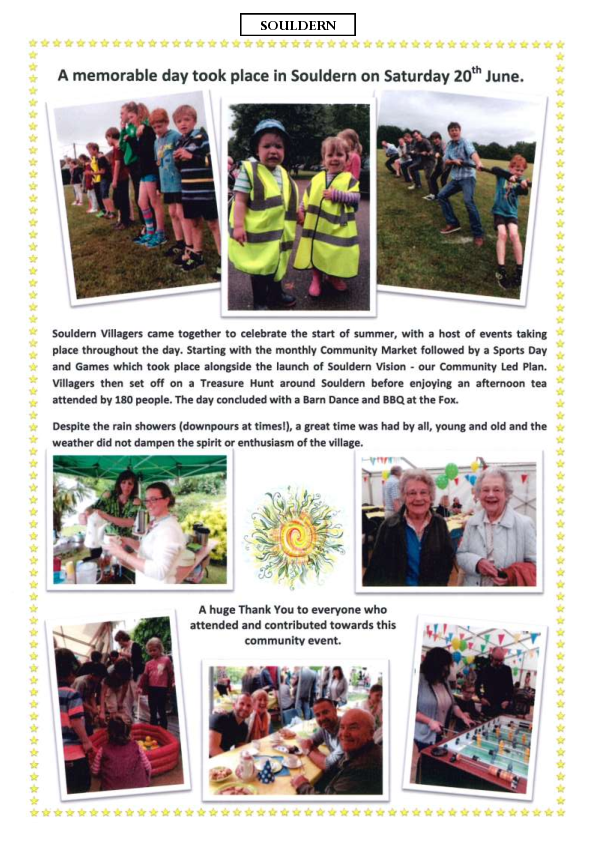 SOULDERN
A memorable day took place in Souldern on Saturday 20th June.
Souldern Villagers came together to celebrate the start of summer, with a host of events taking
place throughout the day. Starting with the monthly Community Market followed by a Sports Day
and Games which took place alongside the launch of Souldern Vision - our Community Led Plan.
Villagers then set off on a Treasure Hunt around Souldern before enjoying an afternoon tea
attended by 180 people. The day concluded with a Barn Dance and BBQ at the Fox.
Despite the rain showers (downpours at times!), a great time was had by all, young and old and the
weather did not dampen the spirit or enthusiasm of the village.
A huge Thank You to everyone who
attended and contributed towards this
community event.